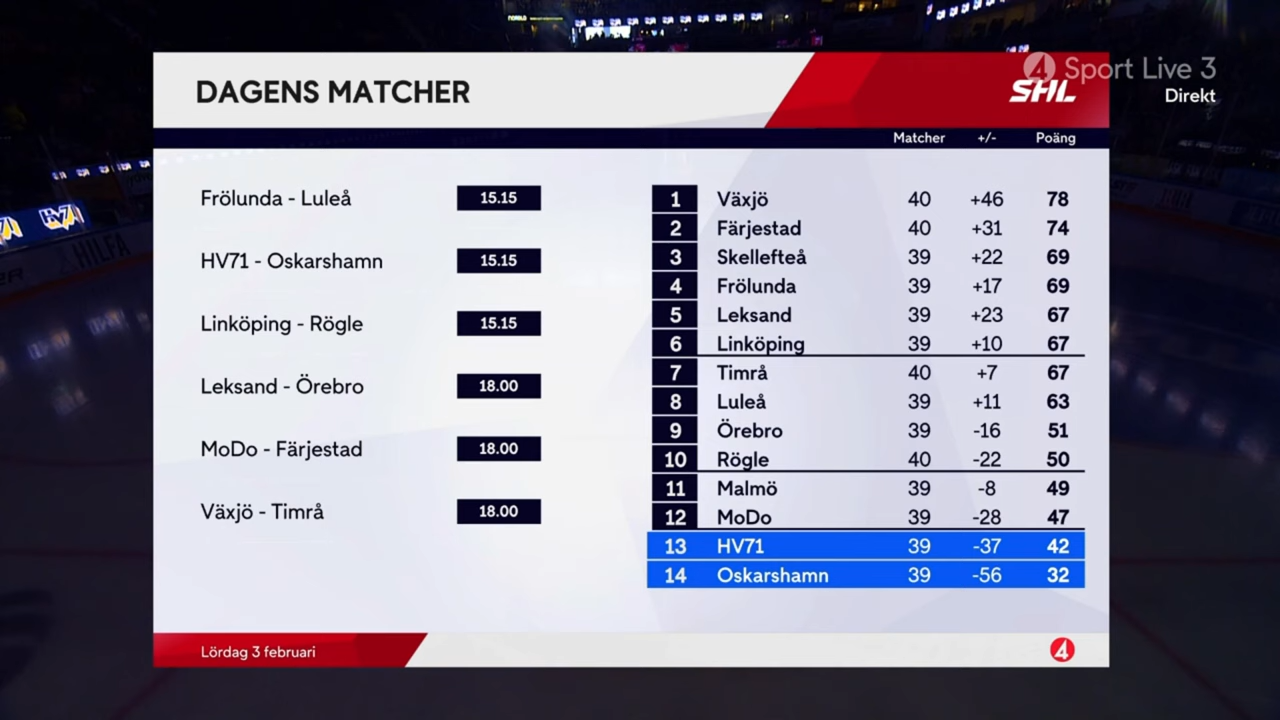 4 Sport Live 3
Direkt
DAGENS MATCHER
SHL
Matcher +/- Poäng
Frölunda - Luleå 15.15
HV71 - Oskarshamn 15.15
Linköping - Rögle 15.15
Leksand - Örebro 18.00
MoDo - Färjestad 18.00
Växjö - Timrå 18.00
1 Växjö 40 +46 78
2 Färjestad 40 +31 74
3 Skellefteå 39 +22 69
4 Frölunda 39 +17 69
5 Leksand 39 +23 67
6 Linköping 39 +10 67
7 Timrå 40 +7 67
8 Luleå 39 +11 63
9 Örebro 39 -16 51
10 Rögle 40 -22 50
11 Malmö 39 -8 49
12 MoDo 39 -28 47
13 HV71 39 -37 42
14 Oskarshamn 39 -56 32
Lördag 3 februari
4
HV71
HILFA